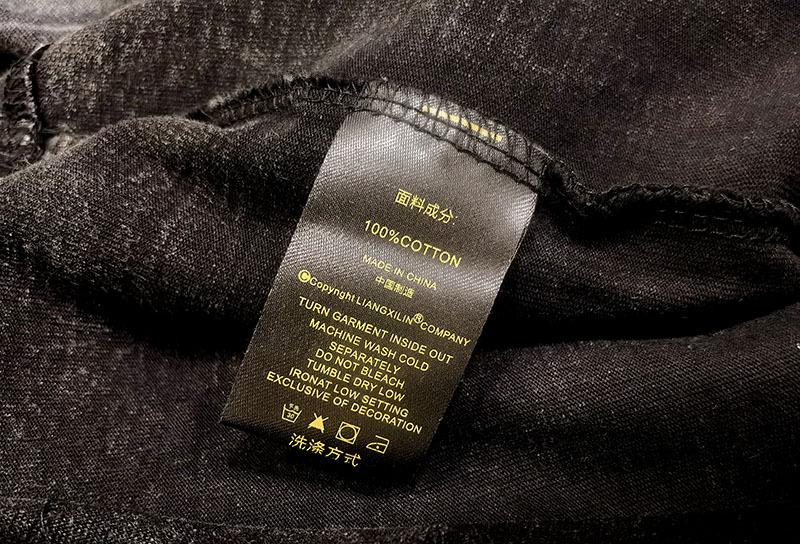 面料成分:
100%COTTON
MADE IN CHINA
中国制造
©Copyright LIANGXILIN®COMPANY
TURN GARMENT INSIDE OUT
MACHINE WASH COLD
SEPARATELY
DO NOT BLEACH
TUMBLE DRY LOW
IRONAT LOW SETTING
EXCLUSIVE OF DECORATION
洗涤方式